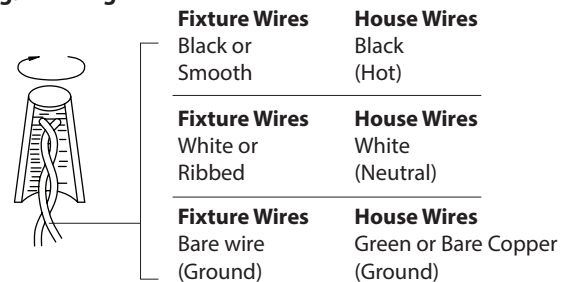 Fixture Wires House Wires
Black or Black
Smooth (Hot)
Fixture Wires House Wires
White or White
Ribbed (Neutral)
Fixture Wires House Wires
Bare wire Green or Bare Copper
(Ground) (Ground)